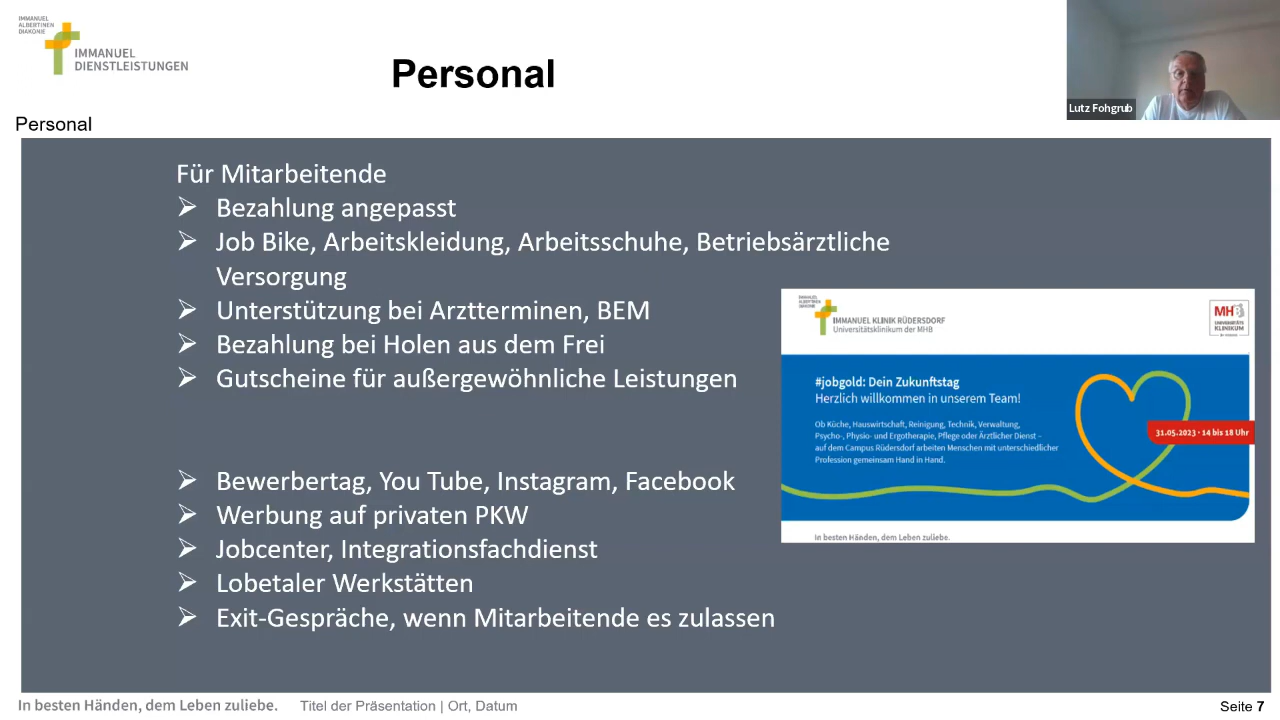 IMMANUEL
ALBERTINEN
DIAKONIE
IMMANUEL
DIENSTLEISTUNGEN
Personal
Lutz Fohgrub
Personal
Für Mitarbeitende
➢ Bezahlung angepasst
➢ Job Bike, Arbeitskleidung, Arbeitsschuhe, Betriebsärztliche
Versorgung
➢ Unterstützung bei Arztterminen, BEM
➢ Bezahlung bei Holen aus dem Frei
➢ Gutscheine für außergewöhnliche Leistungen
➢ Bewerbertag, You Tube, Instagram, Facebook
➢ Werbung auf privaten PKW
➢ Jobcenter, Integrationsfachdienst
➢ Lobetaler Werkstätten
➢ Exit-Gespräche, wenn Mitarbeitende es zulassen
IMMANUEL
ALBERTINEN
DIAKONIE
IMMANUEL KLINIK RÜDERSDORF
Universitätsklinikum der MHB
MHB
UNIVERSITÄTS
KLINIKUM
#jobgold: Dein Zukunftstag
Herzlich willkommen in unserem Team!
Ob Küche, Hauswirtschaft, Reinigung, Technik, Verwaltung,
Psycho-, Physio- und Ergotherapie, Pflege oder Ärztlicher Dienst –
auf dem Campus Rüdersdorf arbeiten Menschen mit unterschiedlicher
Profession gemeinsam Hand in Hand.
31.05.2023 · 14 bis 18 Uhr
In besten Händen, dem Leben zuliebe.
In besten Händen, dem Leben zuliebe.
Titel der Präsentation | Ort, Datum
Seite 7